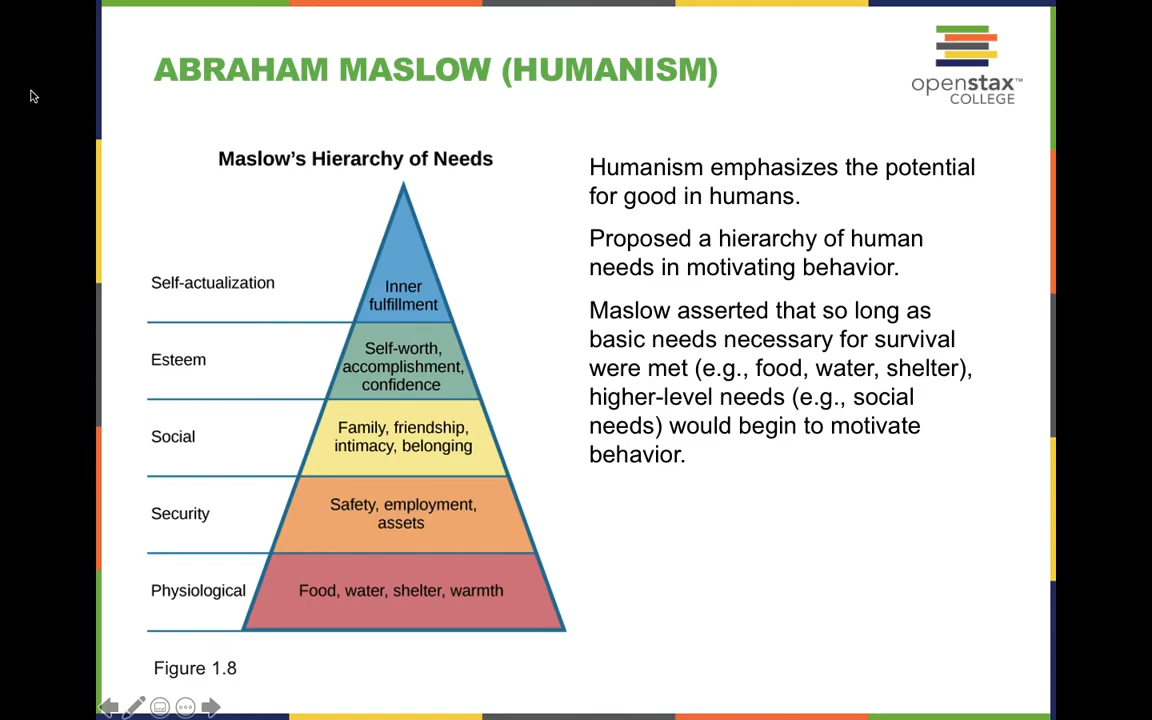 ABRAHAM MASLOW (HUMANISM)
openstax™
COLLEGE
Maslow's Hierarchy of Needs
Self-actualization
Inner
fulfillment
Esteem
Self-worth,
accomplishment,
confidence
Social
Family, friendship,
intimacy, belonging
Security
Safety, employment,
assets
Physiological
Food, water, shelter, warmth
Figure 1.8
Humanism emphasizes the potential
for good in humans.
Proposed a hierarchy of human
needs in motivating behavior.
Maslow asserted that so long as
basic needs necessary for survival
were met (e.g., food, water, shelter),
higher-level needs (e.g., social
needs) would begin to motivate
behavior.